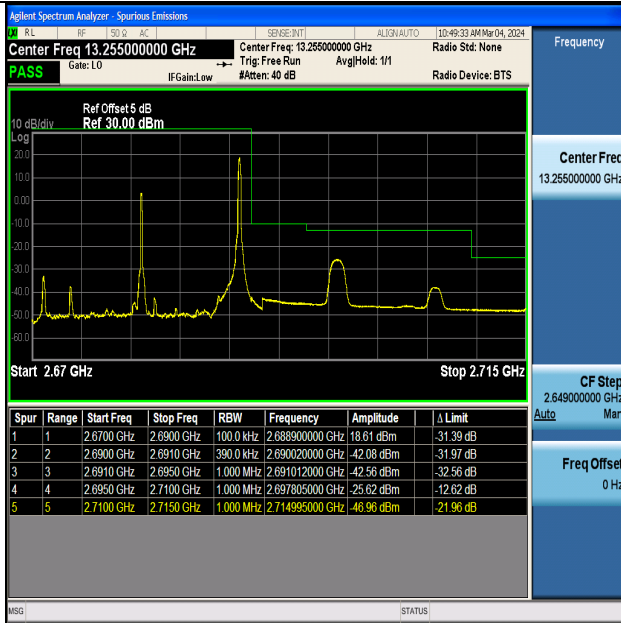 Agilent Spectrum Analyzer - Spurious Emissions
RL RF 50 Ω AC SENSE:INT ALIGN AUTO 10:49:33 AM Mar 04, 2024
Center Freq 13.255000000 GHz
Center Freq: 13.255000000 GHz
Radio Std: None
Trig: Free Run Avg|Hold: 1/1
PASS
Gate: LO
IFGain:Low
#Atten: 40 dB
Radio Device: BTS
Frequency
Ref Offset 5 dB
10 dB/div Ref 30.00 dBm
Log
20.0
10.0
0.00
-10.0
-20.0
-30.0
-40.0
-50.0
-60.0
Start 2.67 GHz Stop 2.715 GHz
Center Freq
13.255000000 GHz
CF Step
2.649000000 GHz
Auto Man
Freq Offset
0 Hz
Spur Range Start Freq Stop Freq RBW Frequency Amplitude Δ Limit
1 1 2.6700 GHz 2.6900 GHz 100.0 kHz 2.688900000 GHz 18.61 dBm -31.39 dB
2 2 2.6900 GHz 2.6910 GHz 390.0 kHz 2.690020000 GHz -42.08 dBm -31.97 dB
3 3 2.6910 GHz 2.6950 GHz 1.000 MHz 2.691012000 GHz -42.56 dBm -32.56 dB
4 4 2.6950 GHz 2.7100 GHz 1.000 MHz 2.697805000 GHz -25.62 dBm -12.62 dB
5 5 2.7100 GHz 2.7150 GHz 1.000 MHz 2.714995000 GHz -46.96 dBm -21.96 dB
MSG STATUS